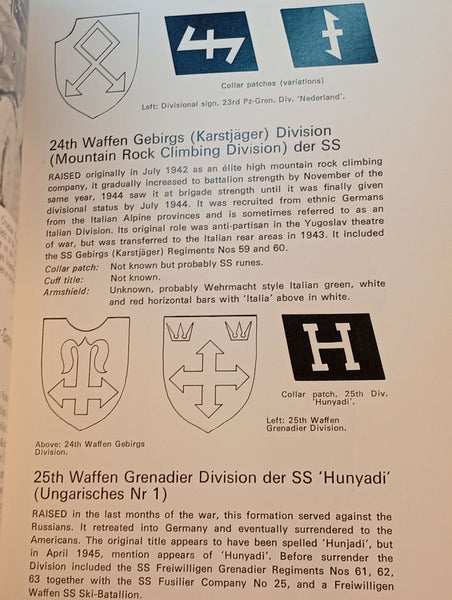 Collar patches (variations)
Left: Divisional sign, 23rd Pz-Gren. Div. 'Nederland'.
24th Waffen Gebirgs (Karstjäger) Division
(Mountain Rock Climbing Division) der SS
RAISED originally in July 1942 as an élite high mountain rock climbing
company, it gradually increased to battalion strength by November of the
same year, 1944 saw it at brigade strength until it was finally given
divisional status by July 1944. It was recruited from ethnic Germans
from the Italian Alpine provinces and is sometimes referred to as an
Italian Division. Its original role was anti-partisan in the Yugoslav theatre
of war, but was transferred to the Italian rear areas in 1943. It included
the SS Gebirgs (Karstjäger) Regiments Nos 59 and 60.
Collar patch: Not known but probably SS runes.
Cuff title: Not known.
Armshield: Unknown, probably Wehrmacht style Italian green, white
and red horizontal bars with 'Italia' above in white.
H
Collar patch, 25th Div.
'Hunyadi'.
Left: 25th Waffen
Grenadier Division.
Above: 24th Waffen Gebirgs
Division.
25th Waffen Grenadier Division der SS 'Hunyadi'
(Ungarisches Nr 1)
RAISED in the last months of the war, this formation served against the
Russians. It retreated into Germany and eventually surrendered to the
Americans. The original title appears to have been spelled 'Hunjadi', but
in April 1945, mention appears of 'Hunyadi'. Before surrender the
Division included the SS Freiwilligen Grenadier Regiments Nos 61, 62,
63 together with the SS Fusilier Company No 25, and a Freiwilligen
Waffen SS Ski-Batallion.